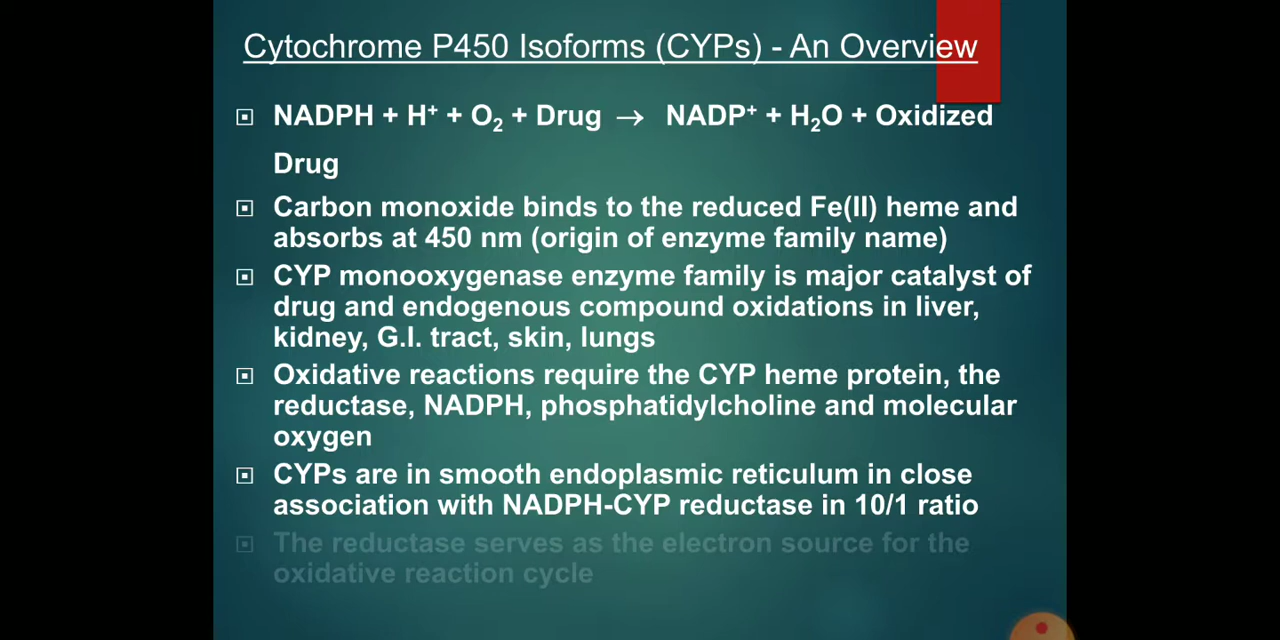 Cytochrome P450 Isoforms (CYPs) - An Overview
NADPH + H⁺ + O₂ + Drug → NADP⁺ + H₂O + Oxidized
Drug
Carbon monoxide binds to the reduced Fe(II) heme and
absorbs at 450 nm (origin of enzyme family name)
CYP monooxygenase enzyme family is major catalyst of
drug and endogenous compound oxidations in liver,
kidney, G.I. tract, skin, lungs
Oxidative reactions require the CYP heme protein, the
reductase, NADPH, phosphatidylcholine and molecular
oxygen
CYPs are in smooth endoplasmic reticulum in close
association with NADPH-CYP reductase in 10/1 ratio
The reductase serves as the electron source for the
oxidative reaction cycle